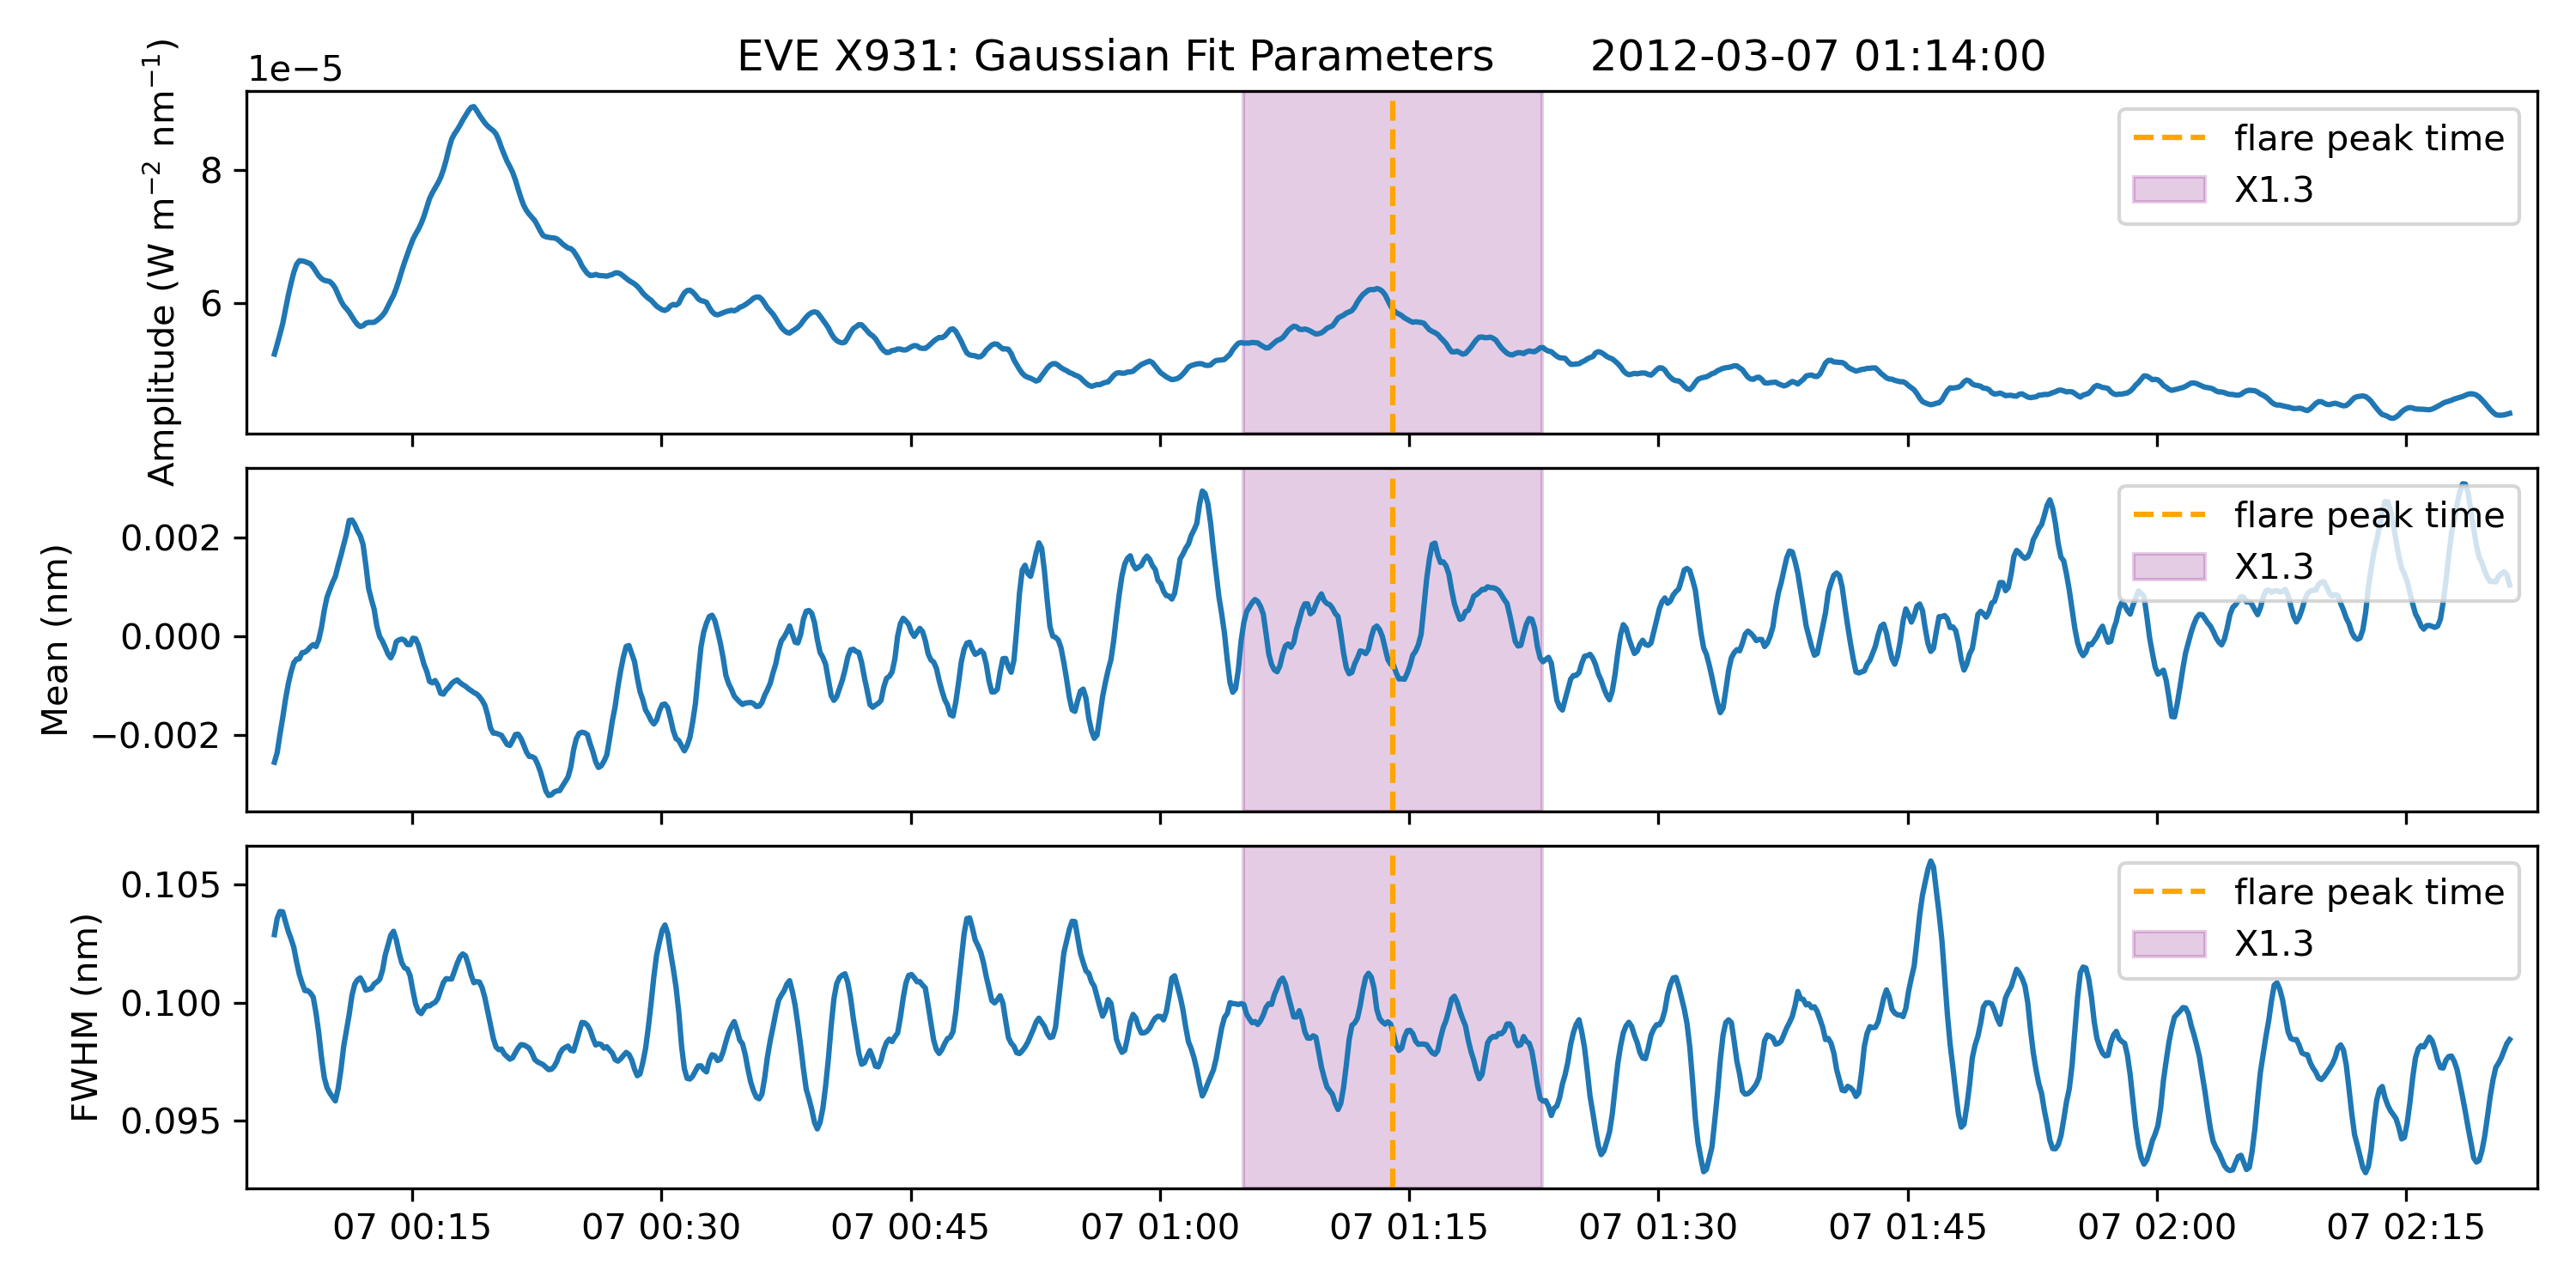 EVE X931: Gaussian Fit Parameters 2012-03-07 01:14:00
1e−5
Amplitude (W m⁻² nm⁻¹)
8
6
flare peak time
X1.3
Mean (nm)
0.002
0.000
−0.002
flare peak time
X1.3
FWHM (nm)
0.105
0.100
0.095
flare peak time
X1.3
07 00:15 07 00:30 07 00:45 07 01:00 07 01:15 07 01:30 07 01:45 07 02:00 07 02:15